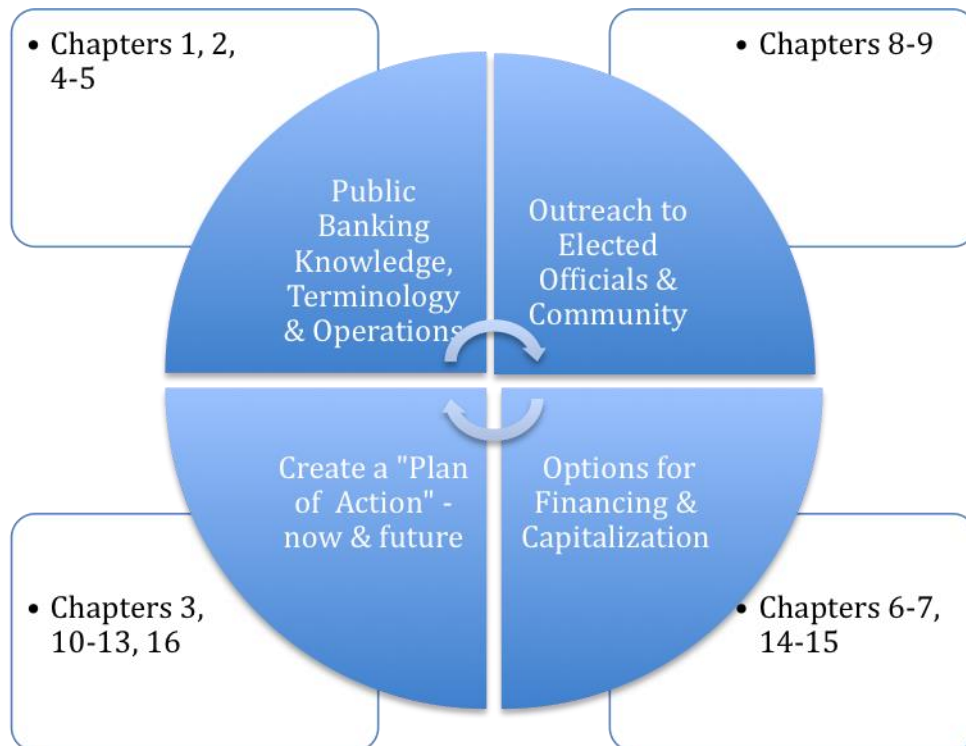 • Chapters 1, 2,
4-5
• Chapters 8-9
Public
Banking
Knowledge,
Terminology
& Operations
Outreach to
Elected
Officials &
Community
Create a "Plan
of Action" -
now & future
Options for
Financing &
Capitalization
• Chapters 3,
10-13, 16
• Chapters 6-7,
14-15